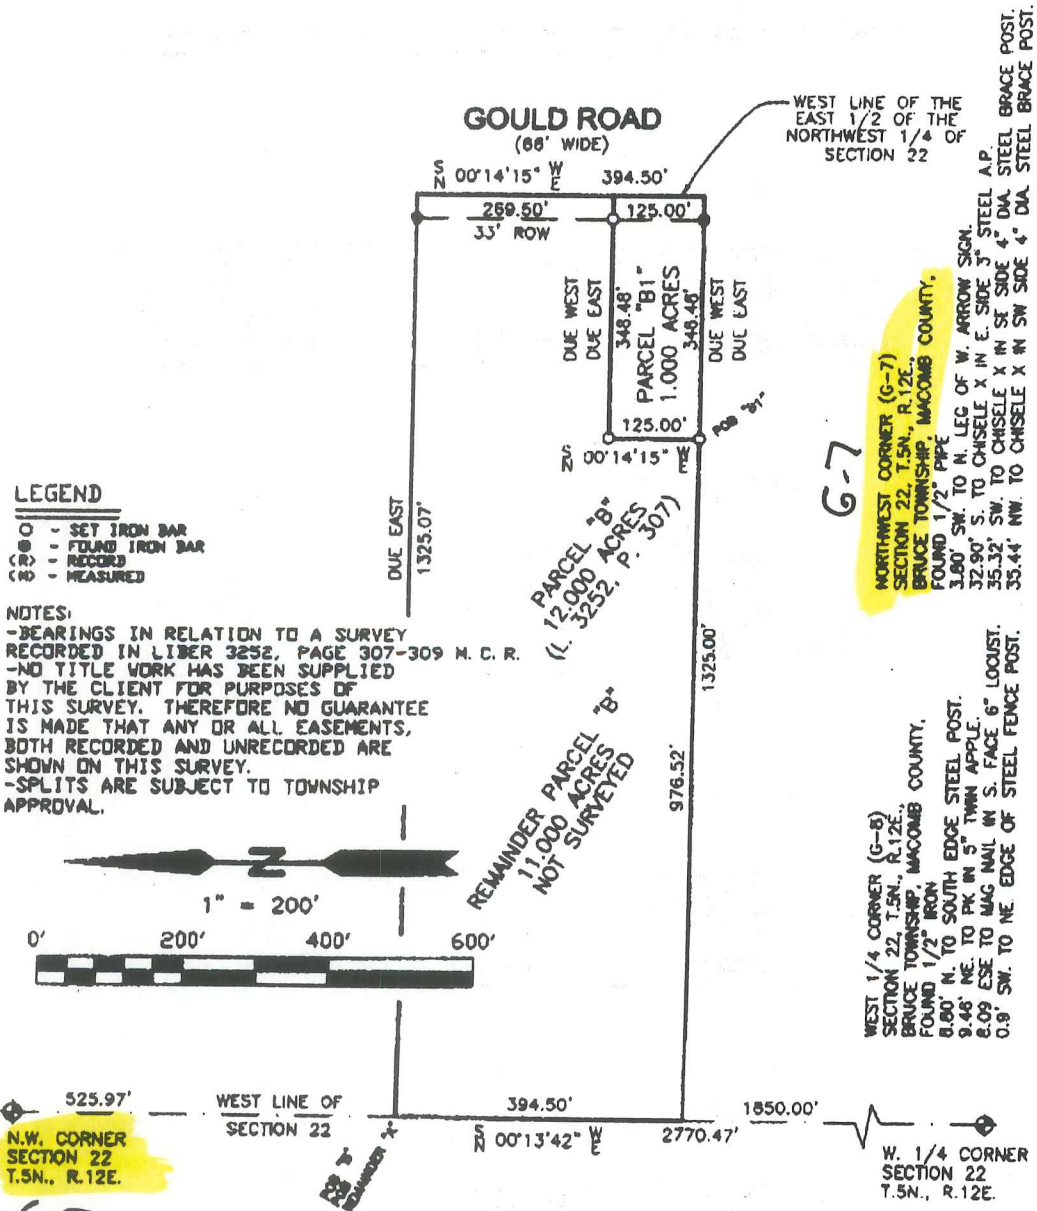 GOULD ROAD
(66' WIDE)
S 00°14'15" W
N E
394.50'
WEST LINE OF THE
EAST 1/2 OF THE
NORTHWEST 1/4 OF
SECTION 22
269.50'
125.00'
33' ROW
DUE WEST
DUE EAST
348.48'
PARCEL "B1"
1.000 ACRES
348.48'
DUE WEST
DUE EAST
125.00'
POB "B1"
S 00°14'15" W
N E
DUE EAST
1325.07'
PARCEL "B"
12.000 ACRES
(L. 3252, P. 307)
1325.00'
976.52'
REMAINDER PARCEL "B"
11.000 ACRES
NOT SURVEYED
LEGEND
O - SET IRON BAR
● - FOUND IRON BAR
(R) - RECORD
(M) - MEASURED
NOTES:
-BEARINGS IN RELATION TO A SURVEY
RECORDED IN LIBER 3252, PAGE 307-309 M. C. R.
-NO TITLE WORK HAS BEEN SUPPLIED
BY THE CLIENT FOR PURPOSES OF
THIS SURVEY. THEREFORE NO GUARANTEE
IS MADE THAT ANY OR ALL EASEMENTS,
BOTH RECORDED AND UNRECORDED ARE
SHOWN ON THIS SURVEY.
-SPLITS ARE SUBJECT TO TOWNSHIP
APPROVAL.
N
1" = 200'
0' 200' 400' 600'
G-7
NORTHWEST CORNER (G-7)
SECTION 22, T.5N., R.12E.,
BRUCE TOWNSHIP, MACOMB COUNTY,
FOUND 1/2" PIPE
3.80' SW. TO N. LEG OF W. ARROW SIGN.
32.90' S. TO CHISELE X IN E. SIDE 3" STEEL A.P.
35.32' SW. TO CHISELE X IN SE SIDE 4" DIA. STEEL BRACE POST.
35.44' NW. TO CHISELE X IN SW SIDE 4" DIA. STEEL BRACE POST.
WEST 1/4 CORNER (G-8)
SECTION 22, T.5N., R.12E.,
BRUCE TOWNSHIP, MACOMB COUNTY,
FOUND 1/2" IRON
8.80' N. TO SOUTH EDGE STEEL POST.
9.46' NE. TO PK IN 5" TWIN APPLE.
8.09 ESE TO MAG NAIL IN S. FACE 6" LOCUST.
0.9' SW. TO NE. EDGE OF STEEL FENCE POST.
525.97'
WEST LINE OF
SECTION 22
394.50'
S 00°13'42" W
N E
2770.47'
1850.00'
N.W. CORNER
SECTION 22
T.5N., R.12E.
POB "B"
POB
REMAINDER "A"
W. 1/4 CORNER
SECTION 22
T.5N., R.12E.